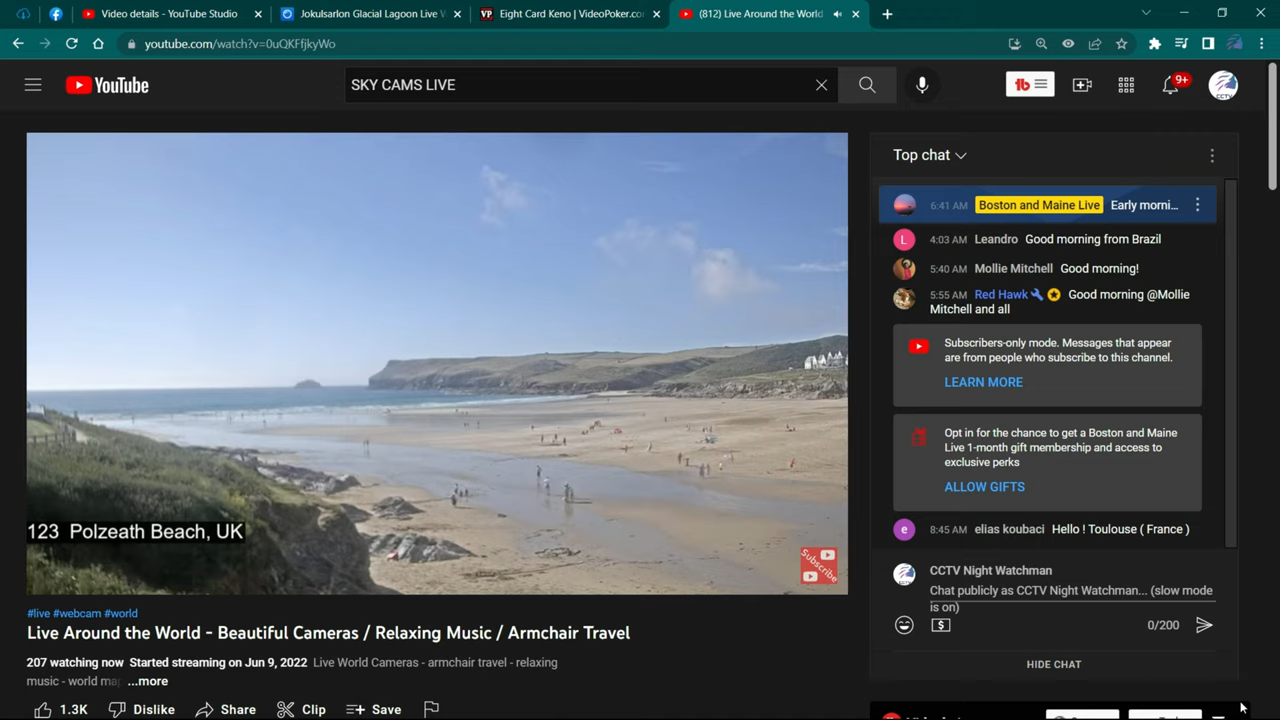 Video details - YouTube Studio
Jokulsarlon Glacial Lagoon Live W
Eight Card Keno | VideoPoker.co
(812) Live Around the World
youtube.com/watch?v=0uQKFfjkyWo
YouTube
SKY CAMS LIVE
9+
CCTV
Top chat
6:41 AM Boston and Maine Live Early morni...
L 4:03 AM Leandro Good morning from Brazil
5:40 AM Mollie Mitchell Good morning!
5:55 AM Red Hawk Good morning @Mollie
Mitchell and all
Subscribers-only mode. Messages that appear
are from people who subscribe to this channel.
LEARN MORE
Opt in for the chance to get a Boston and Maine
Live 1-month gift membership and access to
exclusive perks
ALLOW GIFTS
e 8:45 AM elias koubaci Hello ! Toulouse ( France )
123 Polzeath Beach, UK
Subscribe
CCTV Night Watchman
Chat publicly as CCTV Night Watchman... (slow mode
is on)
0/200
HIDE CHAT
#live #webcam #world
Live Around the World - Beautiful Cameras / Relaxing Music / Armchair Travel
207 watching now Started streaming on Jun 9, 2022 Live World Cameras - armchair travel - relaxing
music - world map ...more
1.3K Dislike Share Clip Save